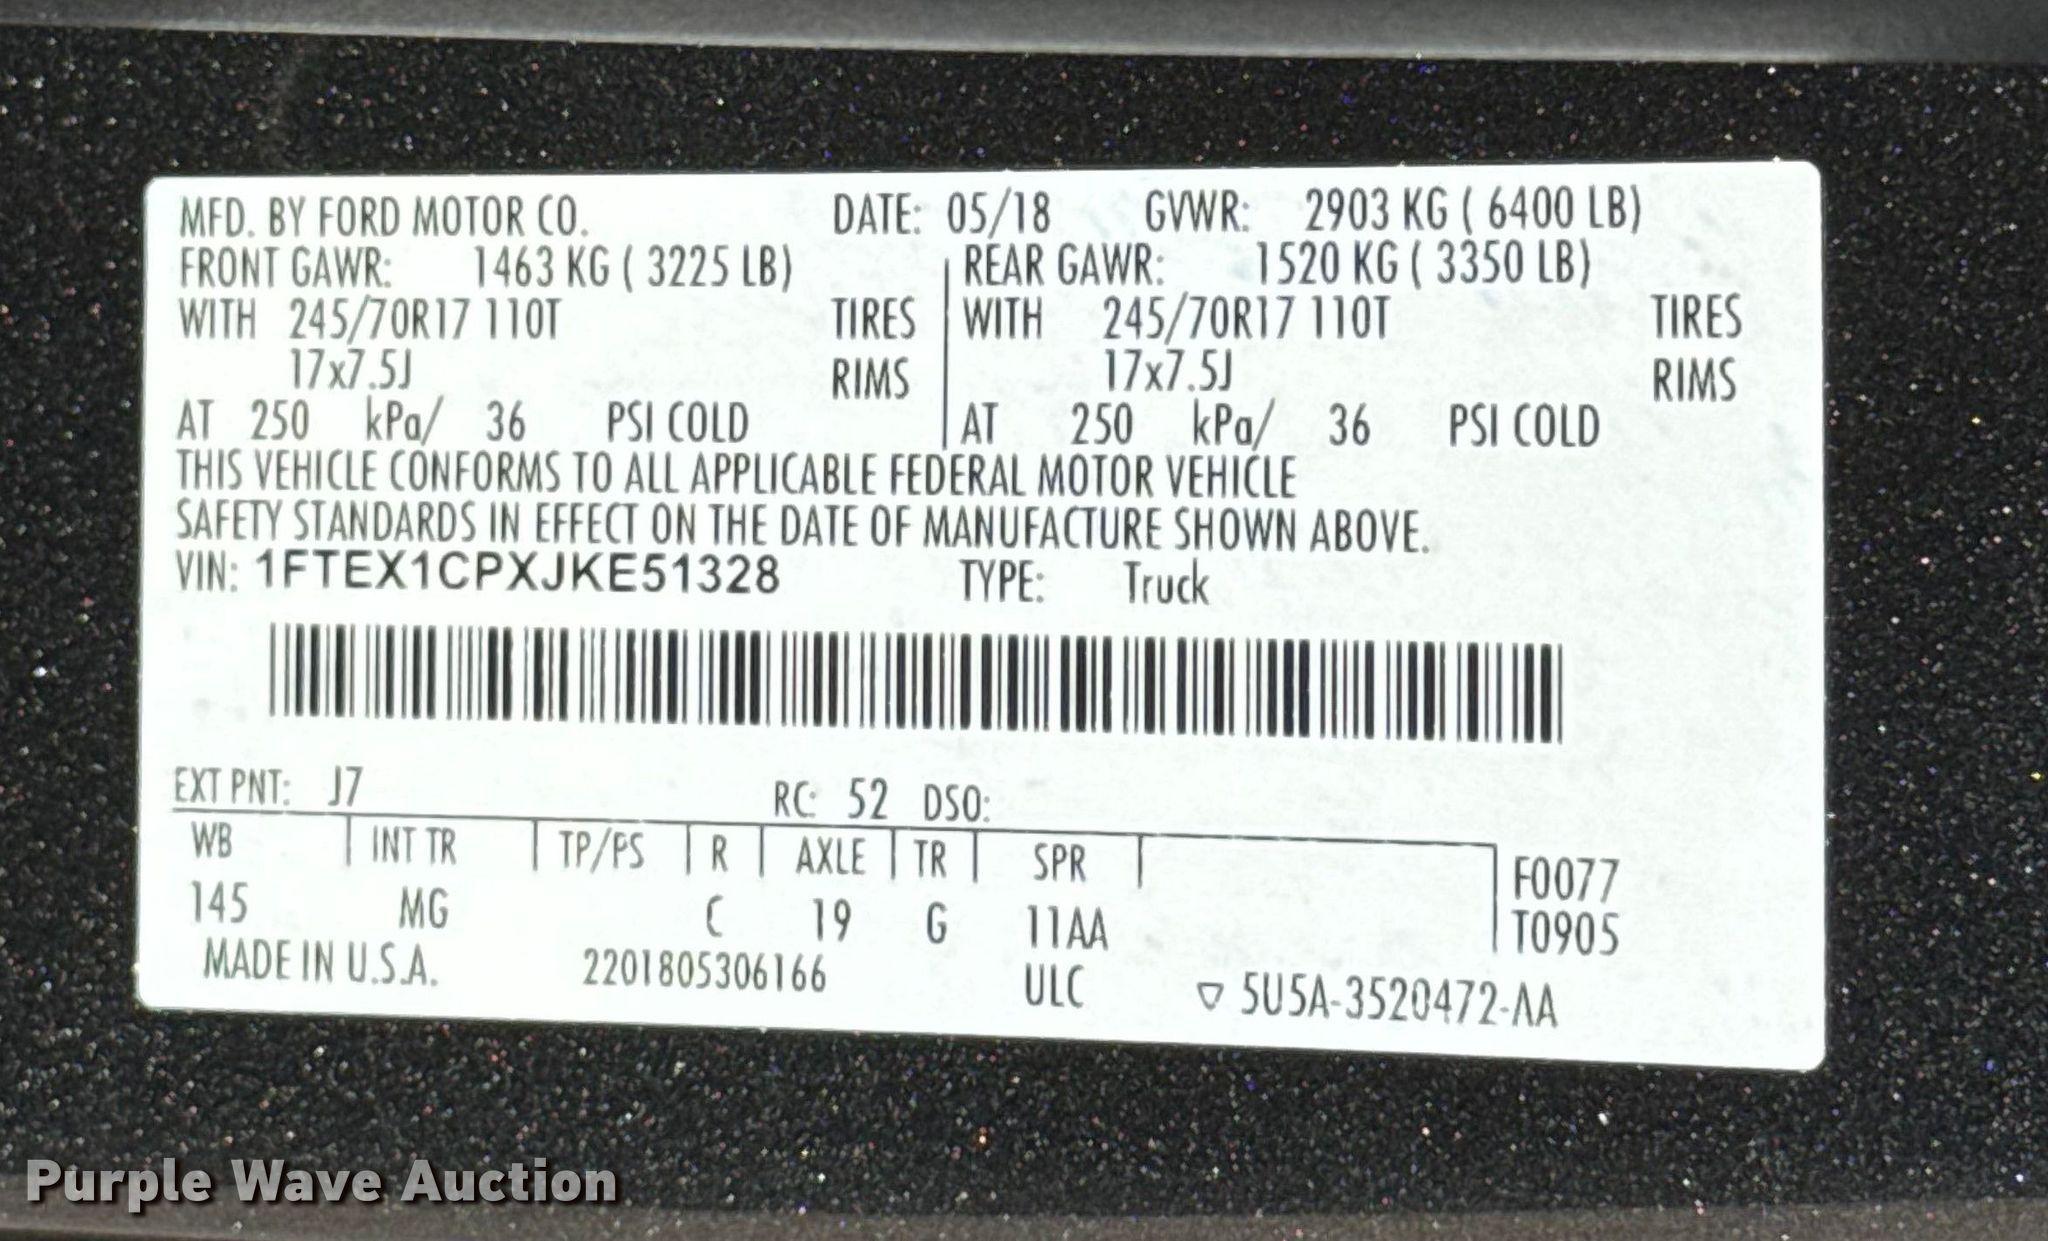 MFD. BY FORD MOTOR CO. DATE: 05/18 GVWR: 2903 KG ( 6400 LB)
FRONT GAWR: 1463 KG ( 3225 LB) REAR GAWR: 1520 KG ( 3350 LB)
WITH 245/70R17 110T TIRES WITH 245/70R17 110T TIRES
17x7.5J RIMS 17x7.5J RIMS
AT 250 kPa/ 36 PSI COLD AT 250 kPa/ 36 PSI COLD
THIS VEHICLE CONFORMS TO ALL APPLICABLE FEDERAL MOTOR VEHICLE
SAFETY STANDARDS IN EFFECT ON THE DATE OF MANUFACTURE SHOWN ABOVE.
VIN: 1FTEX1CPXJKE51328 TYPE: Truck
EXT PNT: J7 RC: 52 DSO:
WB INT TR TP/PS R AXLE TR SPR F0077
145 MG C 19 G 11AA T0905
MADE IN U.S.A. 2201805306166 ULC ▽ 5U5A-3520472-AA
Purple Wave Auction